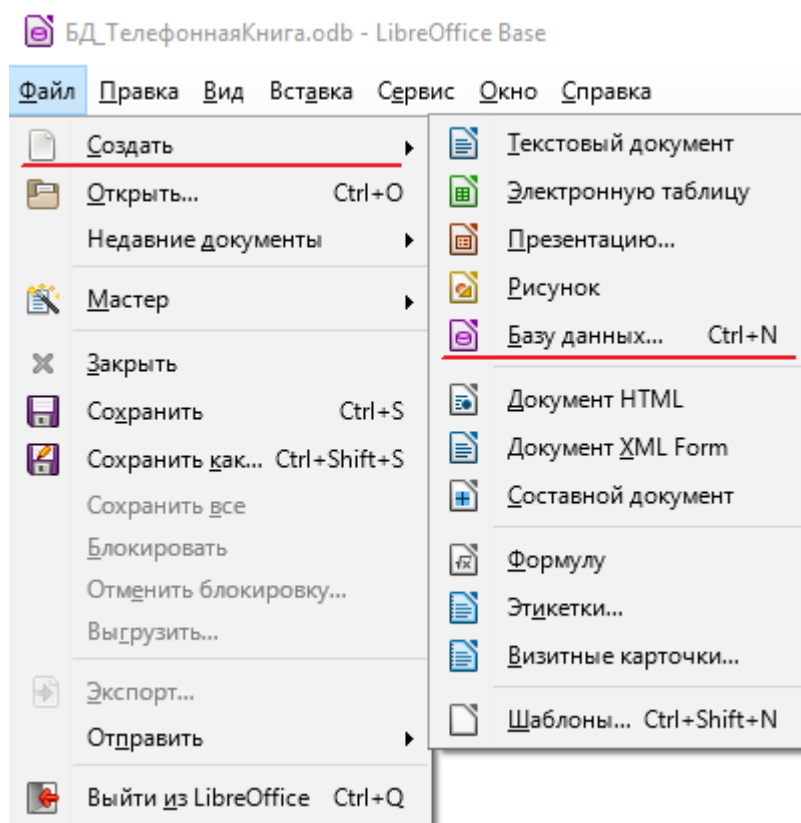 БД_ТелефоннаяКнига.odb - LibreOffice Base
Файл Правка Вид Вставка Сервис Окно Справка
Создать
Открыть... Ctrl+O
Недавние документы
Мастер
Закрыть
Сохранить Ctrl+S
Сохранить как... Ctrl+Shift+S
Сохранить все
Блокировать
Отменить блокировку...
Выгрузить...
Экспорт...
Отправить
Выйти из LibreOffice Ctrl+Q
Текстовый документ
Электронную таблицу
Презентацию...
Рисунок
Базу данных... Ctrl+N
Документ HTML
Документ XML Form
Составной документ
Формулу
Этикетки...
Визитные карточки...
Шаблоны... Ctrl+Shift+N